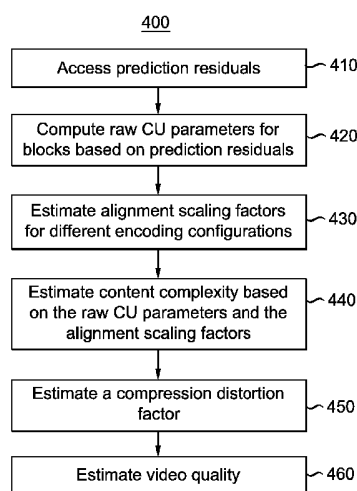 400
Access prediction residuals
410
Compute raw CU parameters for
blocks based on prediction residuals
420
Estimate alignment scaling factors
for different encoding configurations
430
Estimate content complexity based
on the raw CU parameters and the
alignment scaling factors
440
Estimate a compression distortion
factor
450
Estimate video quality
460